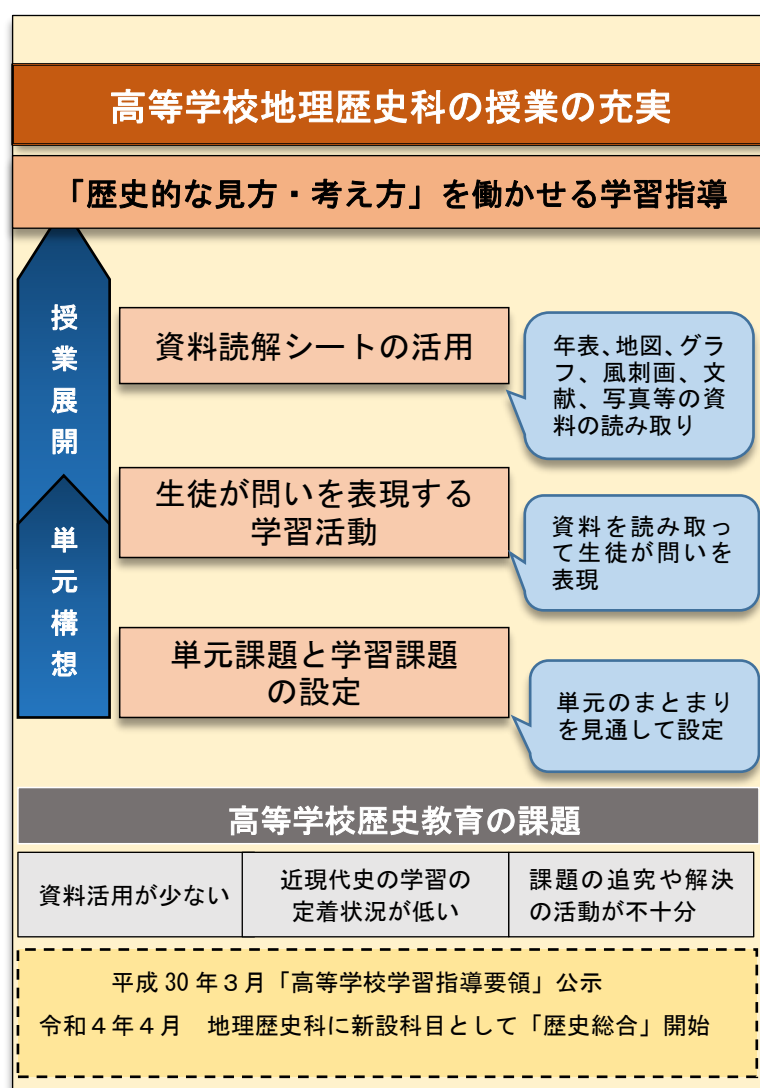 高等学校地理歴史科の授業の充実
「歴史的な見方・考え方」を働かせる学習指導
授業展開
資料読解シートの活用
年表、地図、グラ
フ、風刺画、文
献、写真等の資
料の読み取り
生徒が問いを表現する
学習活動
資料を読み取っ
て生徒が問いを
表現
単元構想
単元課題と学習課題
の設定
単元のまとまり
を見通して設定
高等学校歴史教育の課題
資料活用が少ない
近現代史の学習の
定着状況が低い
課題の追究や解決
の活動が不十分
平成 30 年３月「高等学校学習指導要領」公示
令和４年４月　地理歴史科に新設科目として「歴史総合」開始